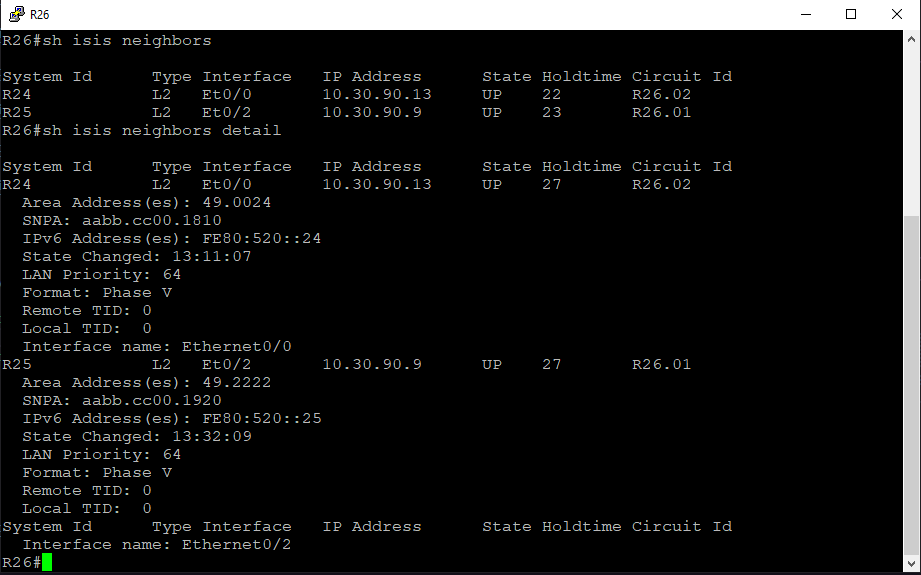 R26
R26#sh isis neighbors
System Id      Type Interface   IP Address      State Holdtime Circuit Id
R24            L2   Et0/0       10.30.90.13     UP    22       R26.02
R25            L2   Et0/2       10.30.90.9      UP    23       R26.01
R26#sh isis neighbors detail
System Id      Type Interface   IP Address      State Holdtime Circuit Id
R24            L2   Et0/0       10.30.90.13     UP    27       R26.02
  Area Address(es): 49.0024
  SNPA: aabb.cc00.1810
  IPv6 Address(es): FE80:520::24
  State Changed: 13:11:07
  LAN Priority: 64
  Format: Phase V
  Remote TID: 0
  Local TID:  0
  Interface name: Ethernet0/0
R25            L2   Et0/2       10.30.90.9      UP    27       R26.01
  Area Address(es): 49.2222
  SNPA: aabb.cc00.1920
  IPv6 Address(es): FE80:520::25
  State Changed: 13:32:09
  LAN Priority: 64
  Format: Phase V
  Remote TID: 0
  Local TID:  0
System Id      Type Interface   IP Address      State Holdtime Circuit Id
  Interface name: Ethernet0/2
R26#